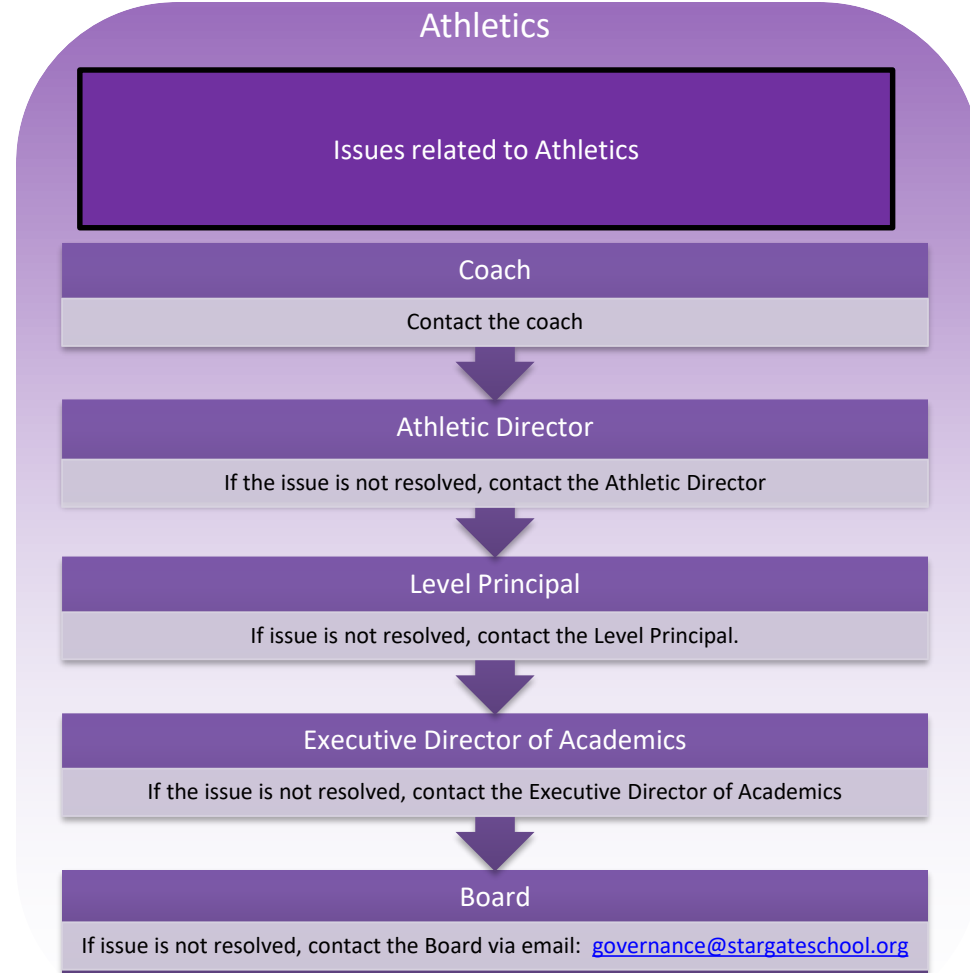 Athletics
Issues related to Athletics
Coach
Contact the coach
Athletic Director
If the issue is not resolved, contact the Athletic Director
Level Principal
If issue is not resolved, contact the Level Principal.
Executive Director of Academics
If the issue is not resolved, contact the Executive Director of Academics
Board
If issue is not resolved, contact the Board via email: governance@stargateschool.org